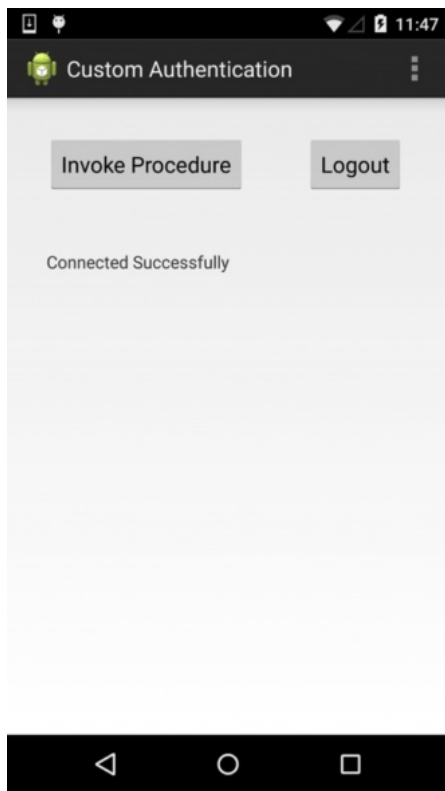 11:47
Custom Authentication
Invoke Procedure Logout
Connected Successfully